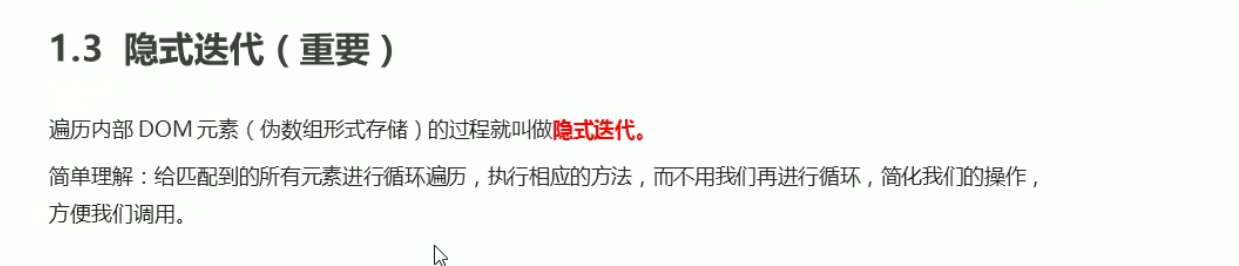 1.3 隐式迭代（重要）
遍历内部 DOM 元素（伪数组形式存储）的过程就叫做隐式迭代。
简单理解：给匹配到的所有元素进行循环遍历，执行相应的方法，而不用我们再进行循环，简化我们的操作，
方便我们调用。